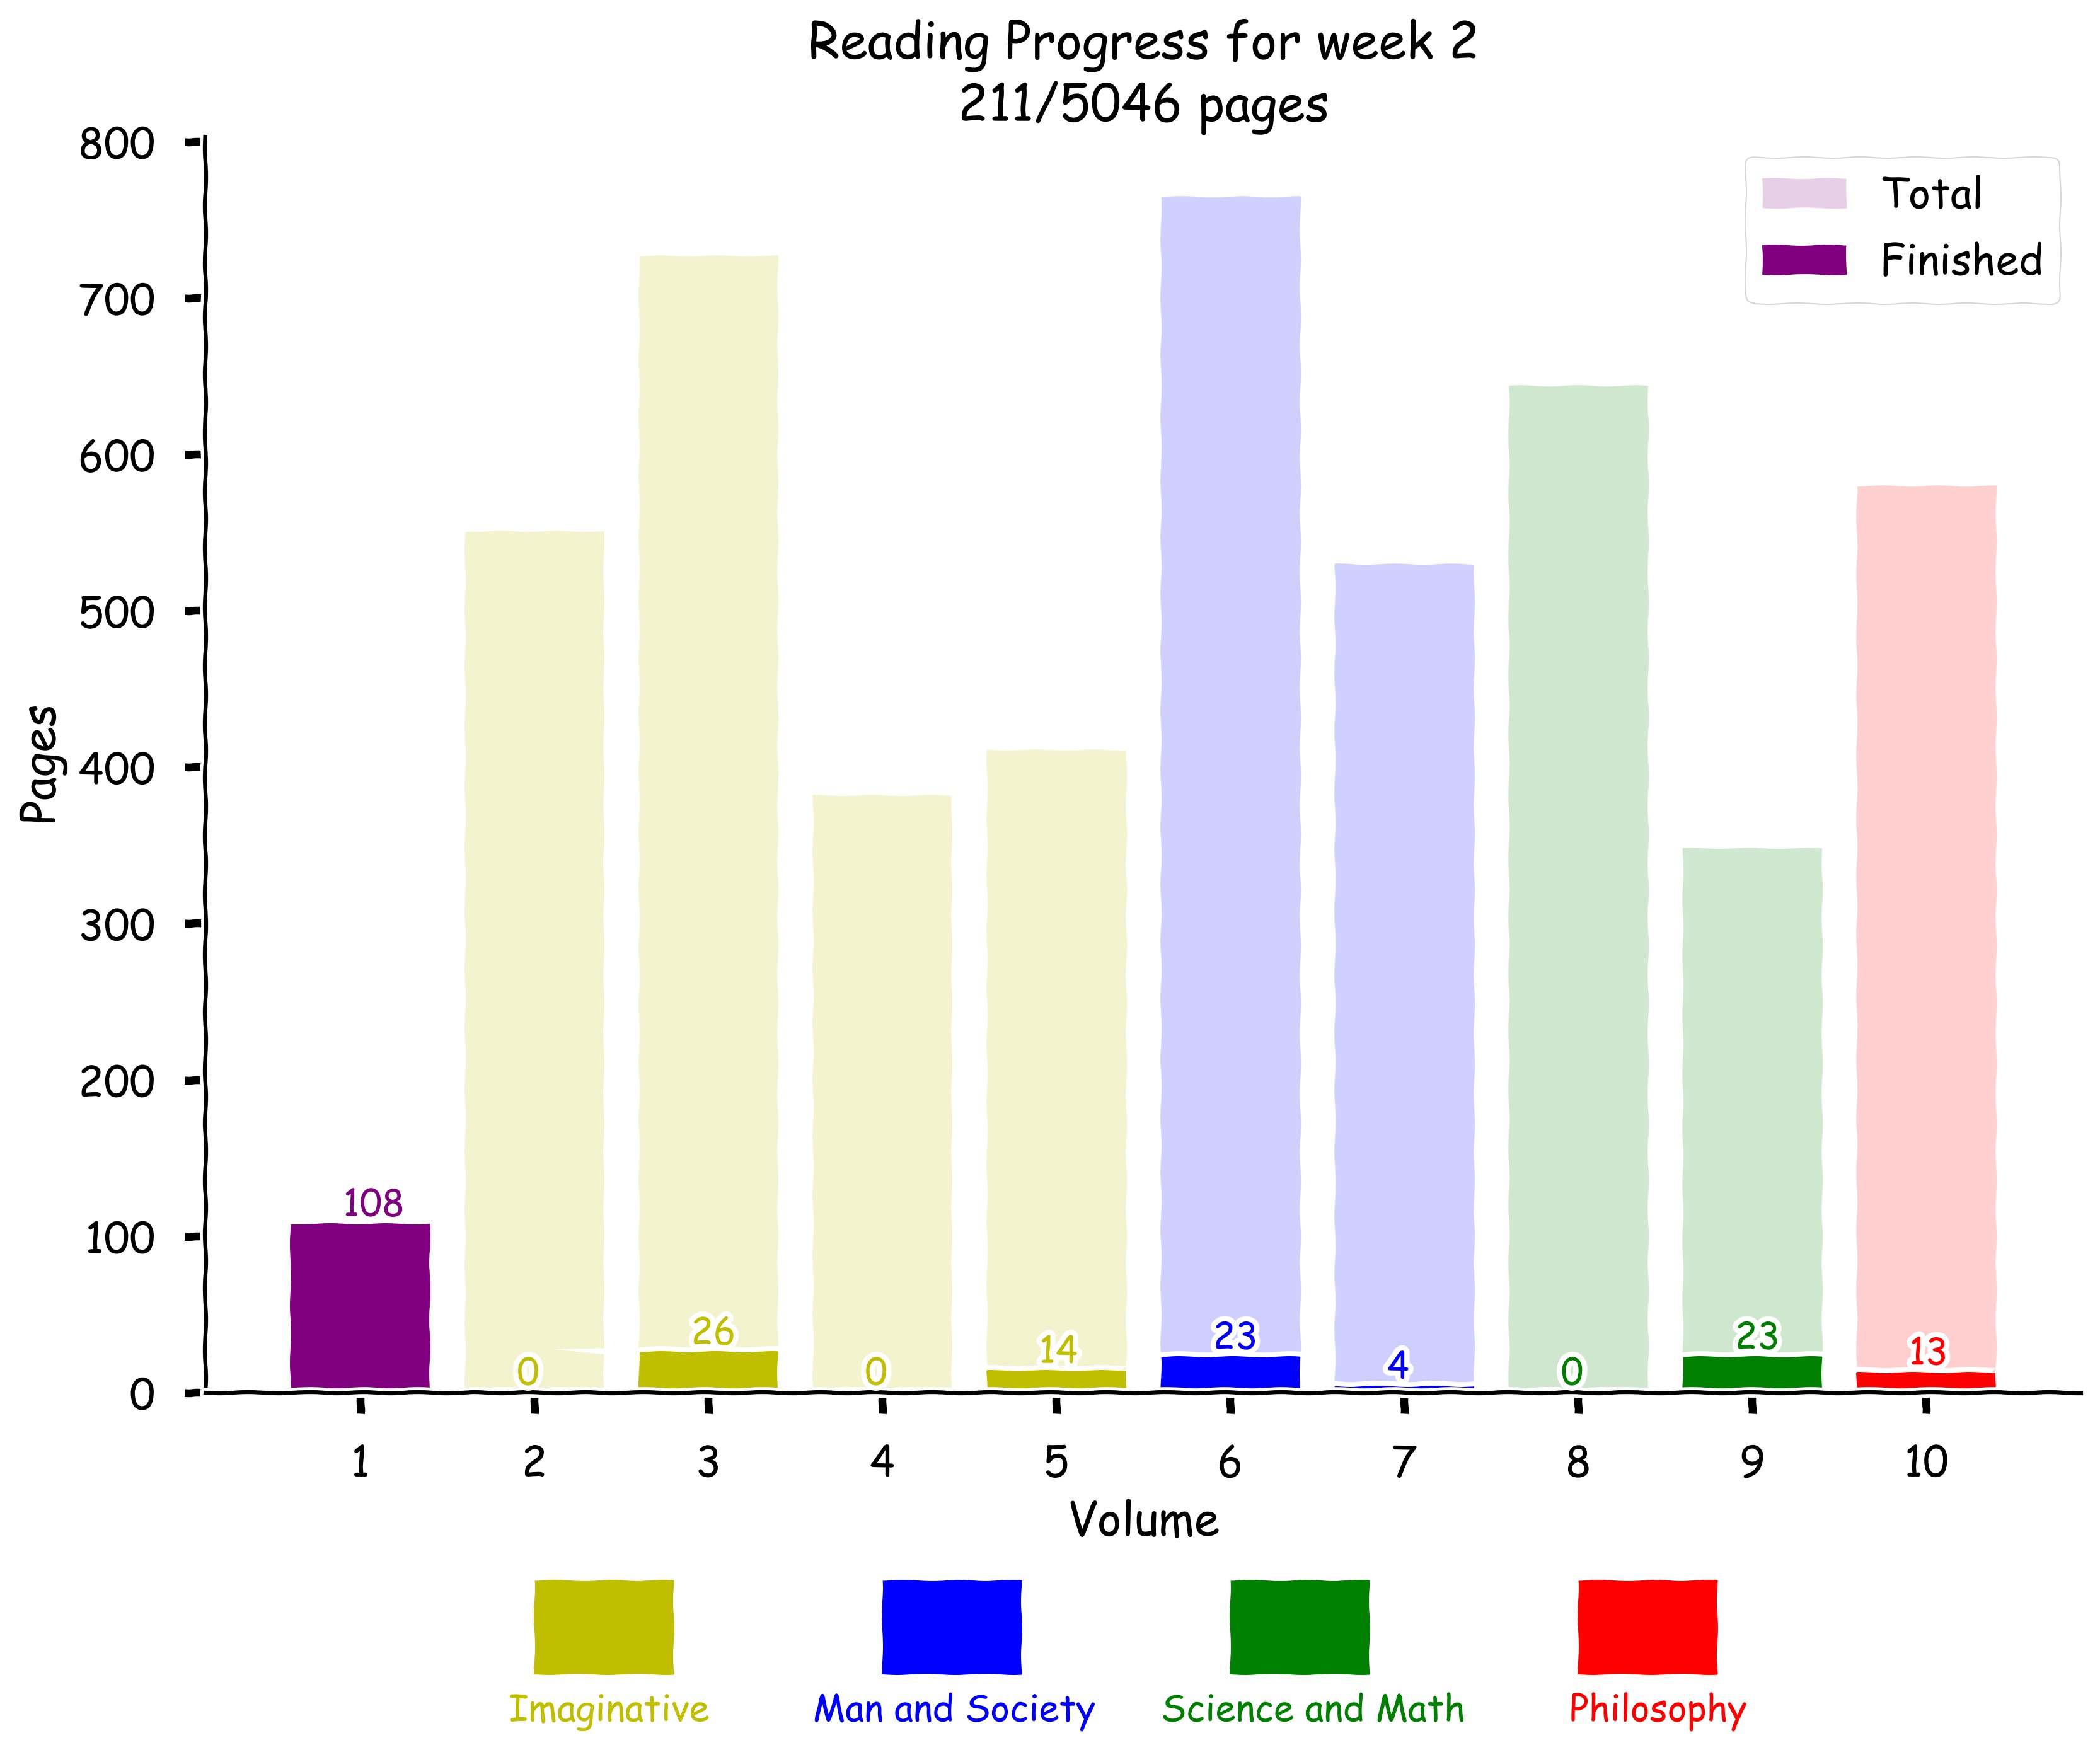 Reading Progress for week 2
211/5046 pages
800
700
600
500
400
300
200
100
0
Pages
Total
Finished
108
0
26
0
14
23
4
0
23
13
1 2 3 4 5 6 7 8 9 10
Volume
Imaginative Man and Society Science and Math Philosophy